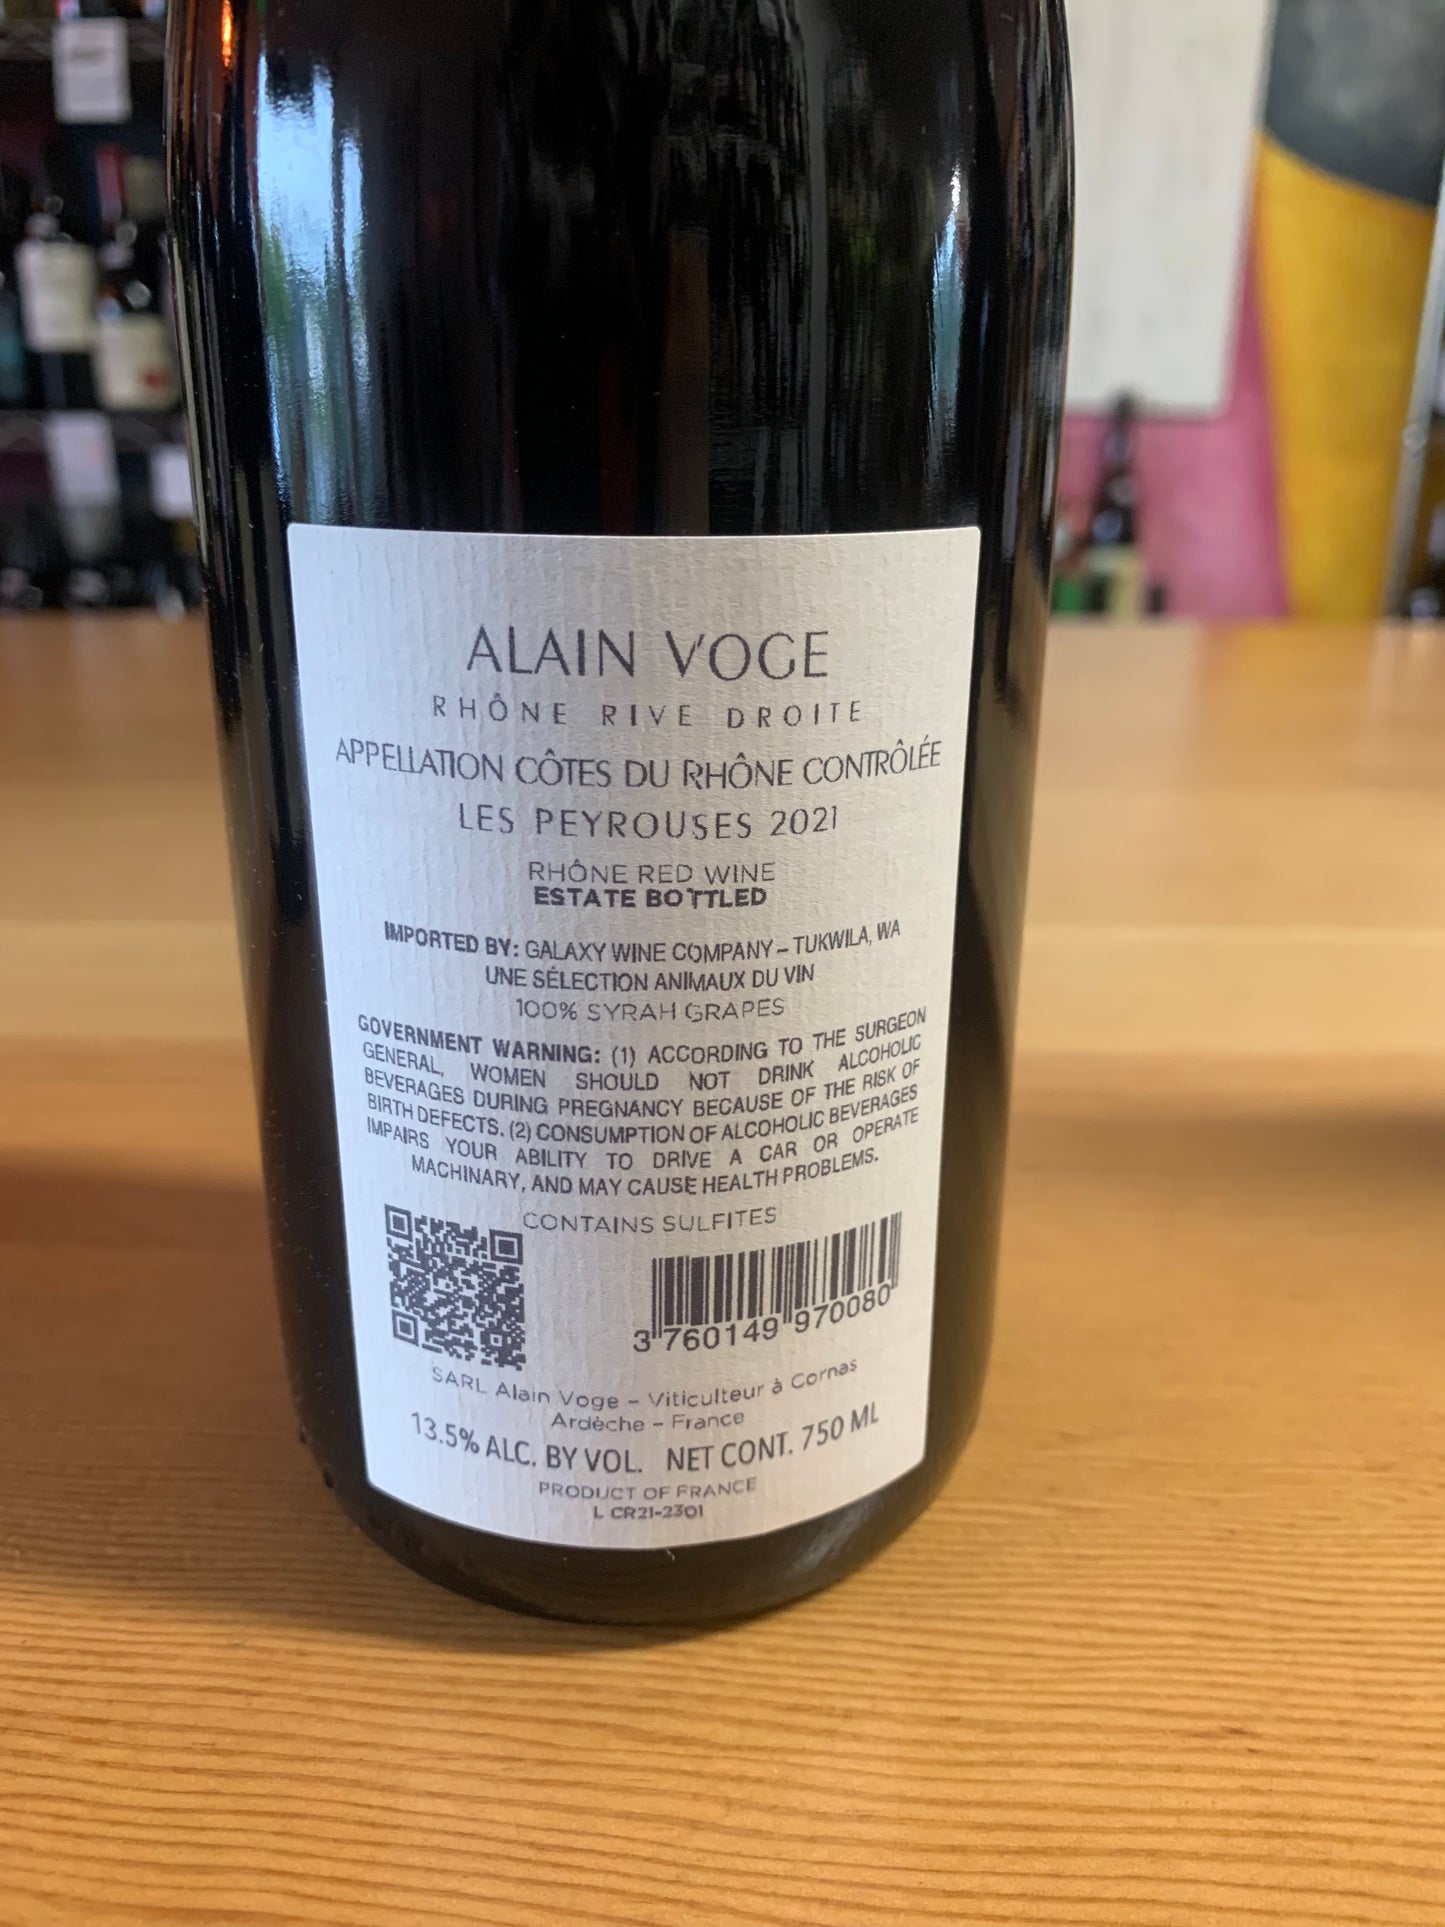 ALAIN VOGE
RHÔNE RIVE DROITE
APPELLATION CÔTES DU RHÔNE CONTRÔLÉE
LES PEYROUSES 2021
RHÔNE RED WINE
ESTATE BOTTLED
IMPORTED BY: GALAXY WINE COMPANY – TUKWILA, WA
UNE SÉLECTION ANIMAUX DU VIN
100% SYRAH GRAPES
GOVERNMENT WARNING: (1) ACCORDING TO THE SURGEON
GENERAL, WOMEN SHOULD NOT DRINK ALCOHOLIC
BEVERAGES DURING PREGNANCY BECAUSE OF THE RISK OF
BIRTH DEFECTS. (2) CONSUMPTION OF ALCOHOLIC BEVERAGES
IMPAIRS YOUR ABILITY TO DRIVE A CAR OR OPERATE
MACHINARY, AND MAY CAUSE HEALTH PROBLEMS.
CONTAINS SULFITES
3 760149 970080
SARL Alain Voge – Viticulteur à Cornas
Ardèche – France
13.5% ALC. BY VOL. NET CONT. 750 ML
PRODUCT OF FRANCE
L CR21-2301